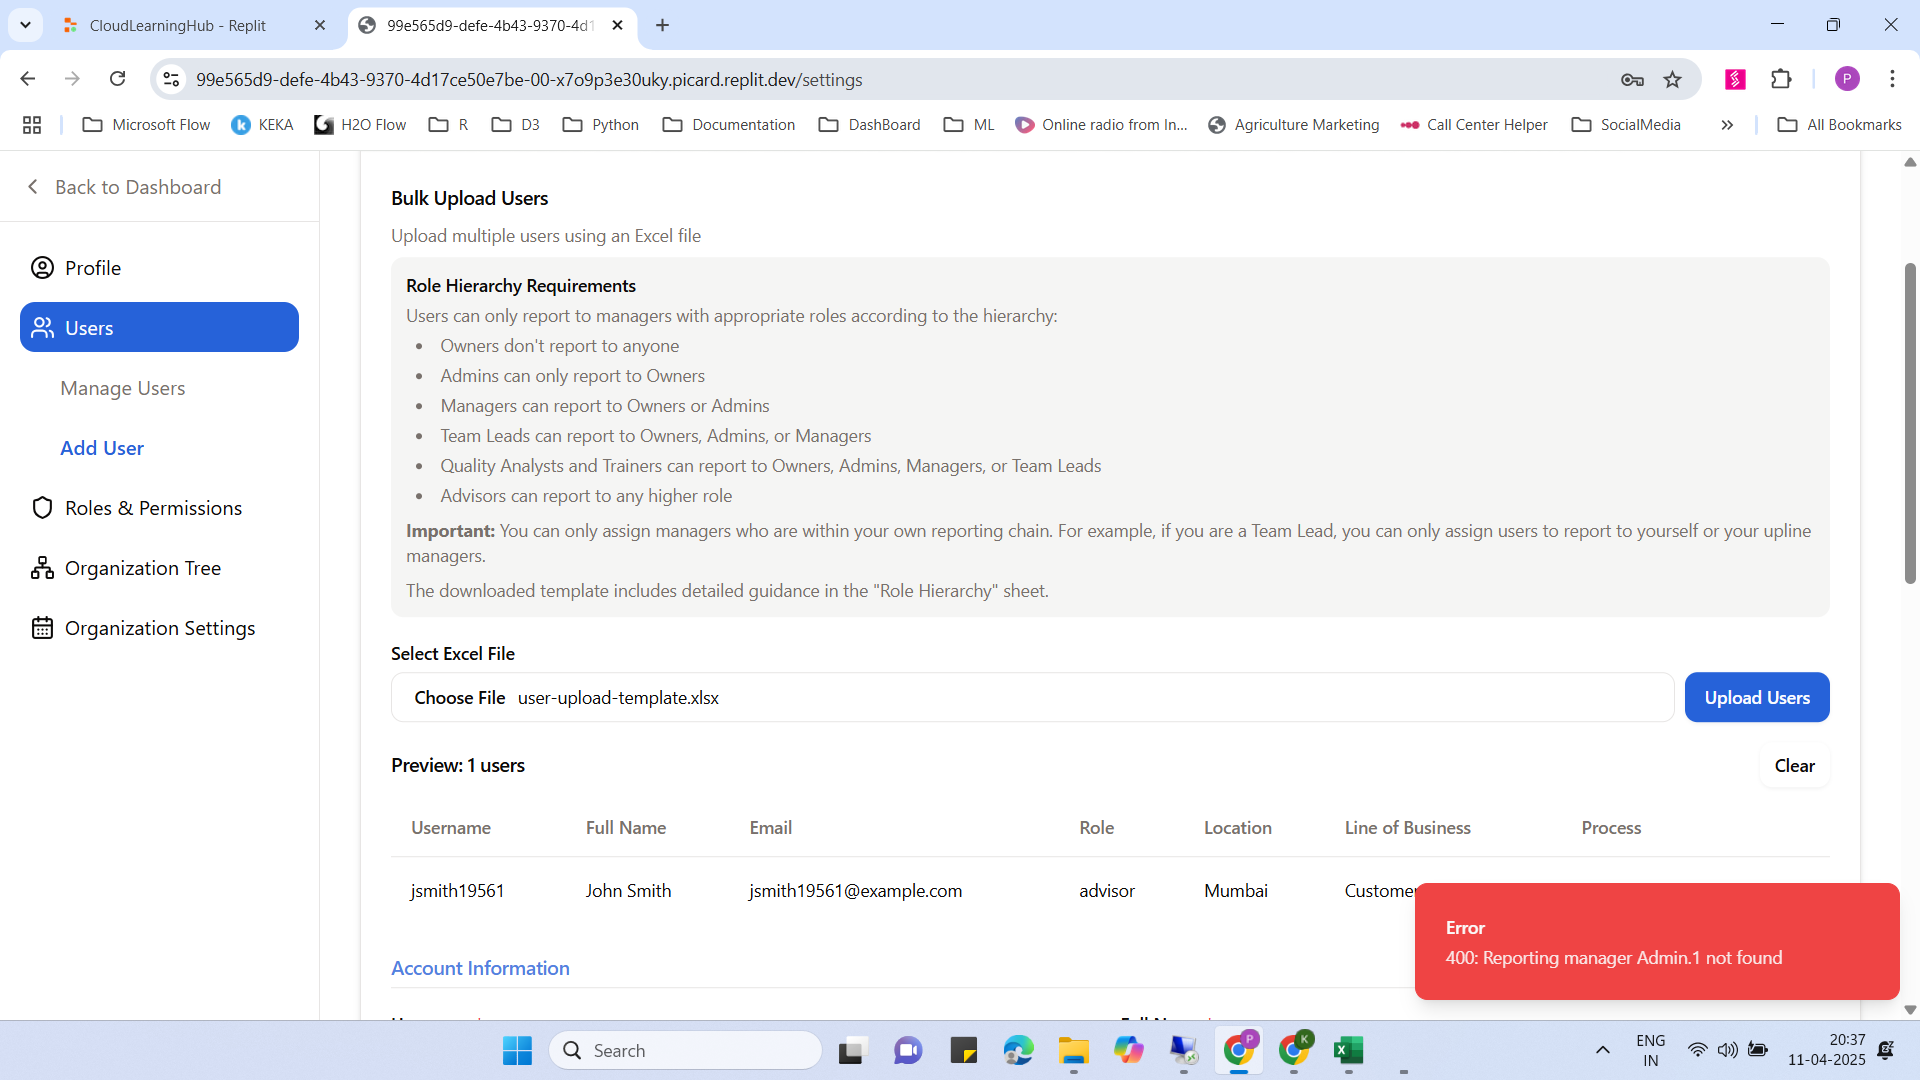 CloudLearningHub - Replit
99e565d9-defe-4b43-9370-4d1
99e565d9-defe-4b43-9370-4d17ce50e7be-00-x7o9p3e30uky.picard.replit.dev/settings
P
Microsoft Flow
KEKA
H2O Flow
R
D3
Python
Documentation
DashBoard
ML
Online radio from In...
Agriculture Marketing
Call Center Helper
SocialMedia
All Bookmarks
Back to Dashboard
Profile
Users
Manage Users
Add User
Roles & Permissions
Organization Tree
Organization Settings
Bulk Upload Users
Upload multiple users using an Excel file
Role Hierarchy Requirements
Users can only report to managers with appropriate roles according to the hierarchy:
• Owners don't report to anyone
• Admins can only report to Owners
• Managers can report to Owners or Admins
• Team Leads can report to Owners, Admins, or Managers
• Quality Analysts and Trainers can report to Owners, Admins, Managers, or Team Leads
• Advisors can report to any higher role
Important: You can only assign managers who are within your own reporting chain. For example, if you are a Team Lead, you can only assign users to report to yourself or your upline
managers.
The downloaded template includes detailed guidance in the "Role Hierarchy" sheet.
Select Excel File
Choose File user-upload-template.xlsx
Upload Users
Preview: 1 users
Clear
Username Full Name Email Role Location Line of Business Process
jsmith19561 John Smith jsmith19561@example.com advisor Mumbai Customer
Error
400: Reporting manager Admin.1 not found
Account Information
Search
P
K
ENG
IN
20:37
11-04-2025